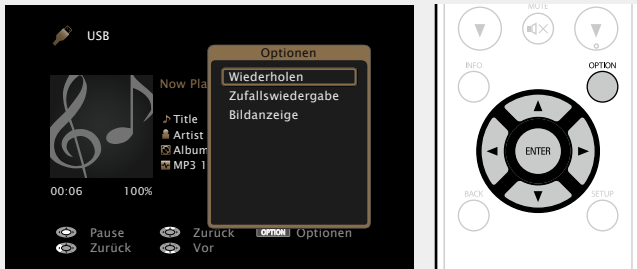 USB
Optionen
Wiederholen
Zufallswiedergabe
Bildanzeige
Now Pla
Title
Artist
Album
MP3 1
00:06 100%
Pause
Zurück
OPTION Optionen
Zurück
Vor
MUTE
INFO
OPTION
ENTER
BACK
SETUP